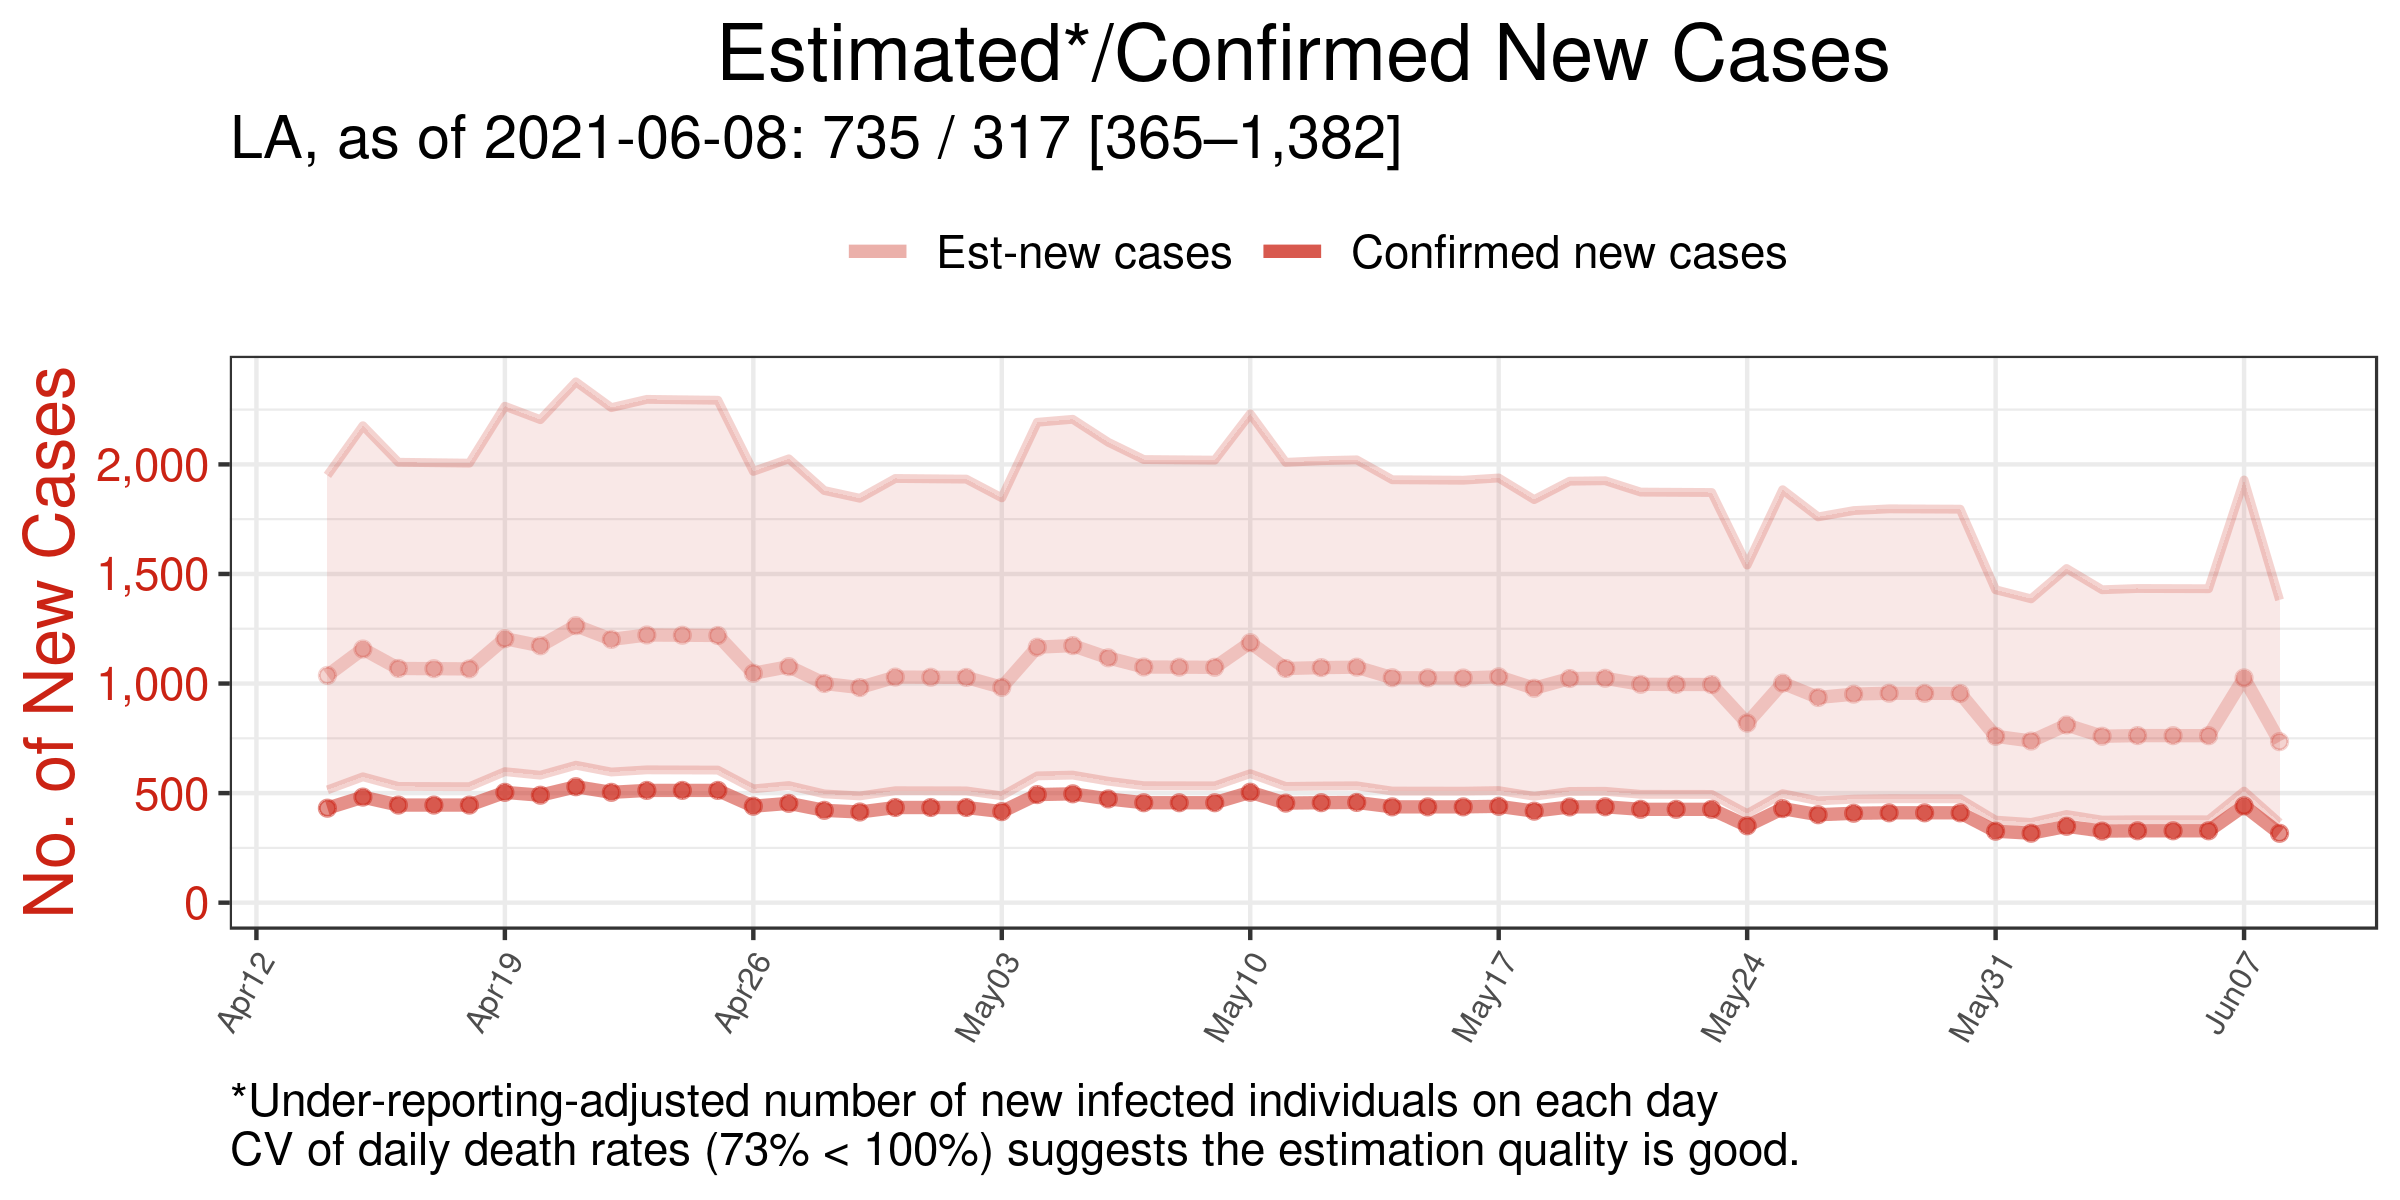 Estimated*/Confirmed New Cases
LA, as of 2021-06-08: 735 / 317 [365–1,382]
Est-new cases
Confirmed new cases
No. of New Cases
2,000
1,500
1,000
500
0
Apr12
Apr19
Apr26
May03
May10
May17
May24
May31
Jun07
*Under-reporting-adjusted number of new infected individuals on each day
CV of daily death rates (73% < 100%) suggests the estimation quality is good.